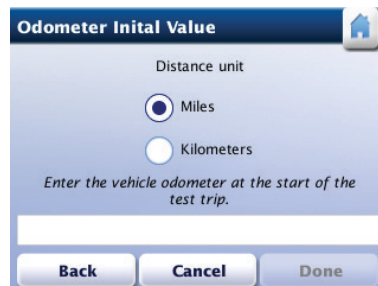 Odometer Inital Value
Distance unit
Miles
Kilometers
Enter the vehicle odometer at the start of the
test trip.
Back Cancel Done